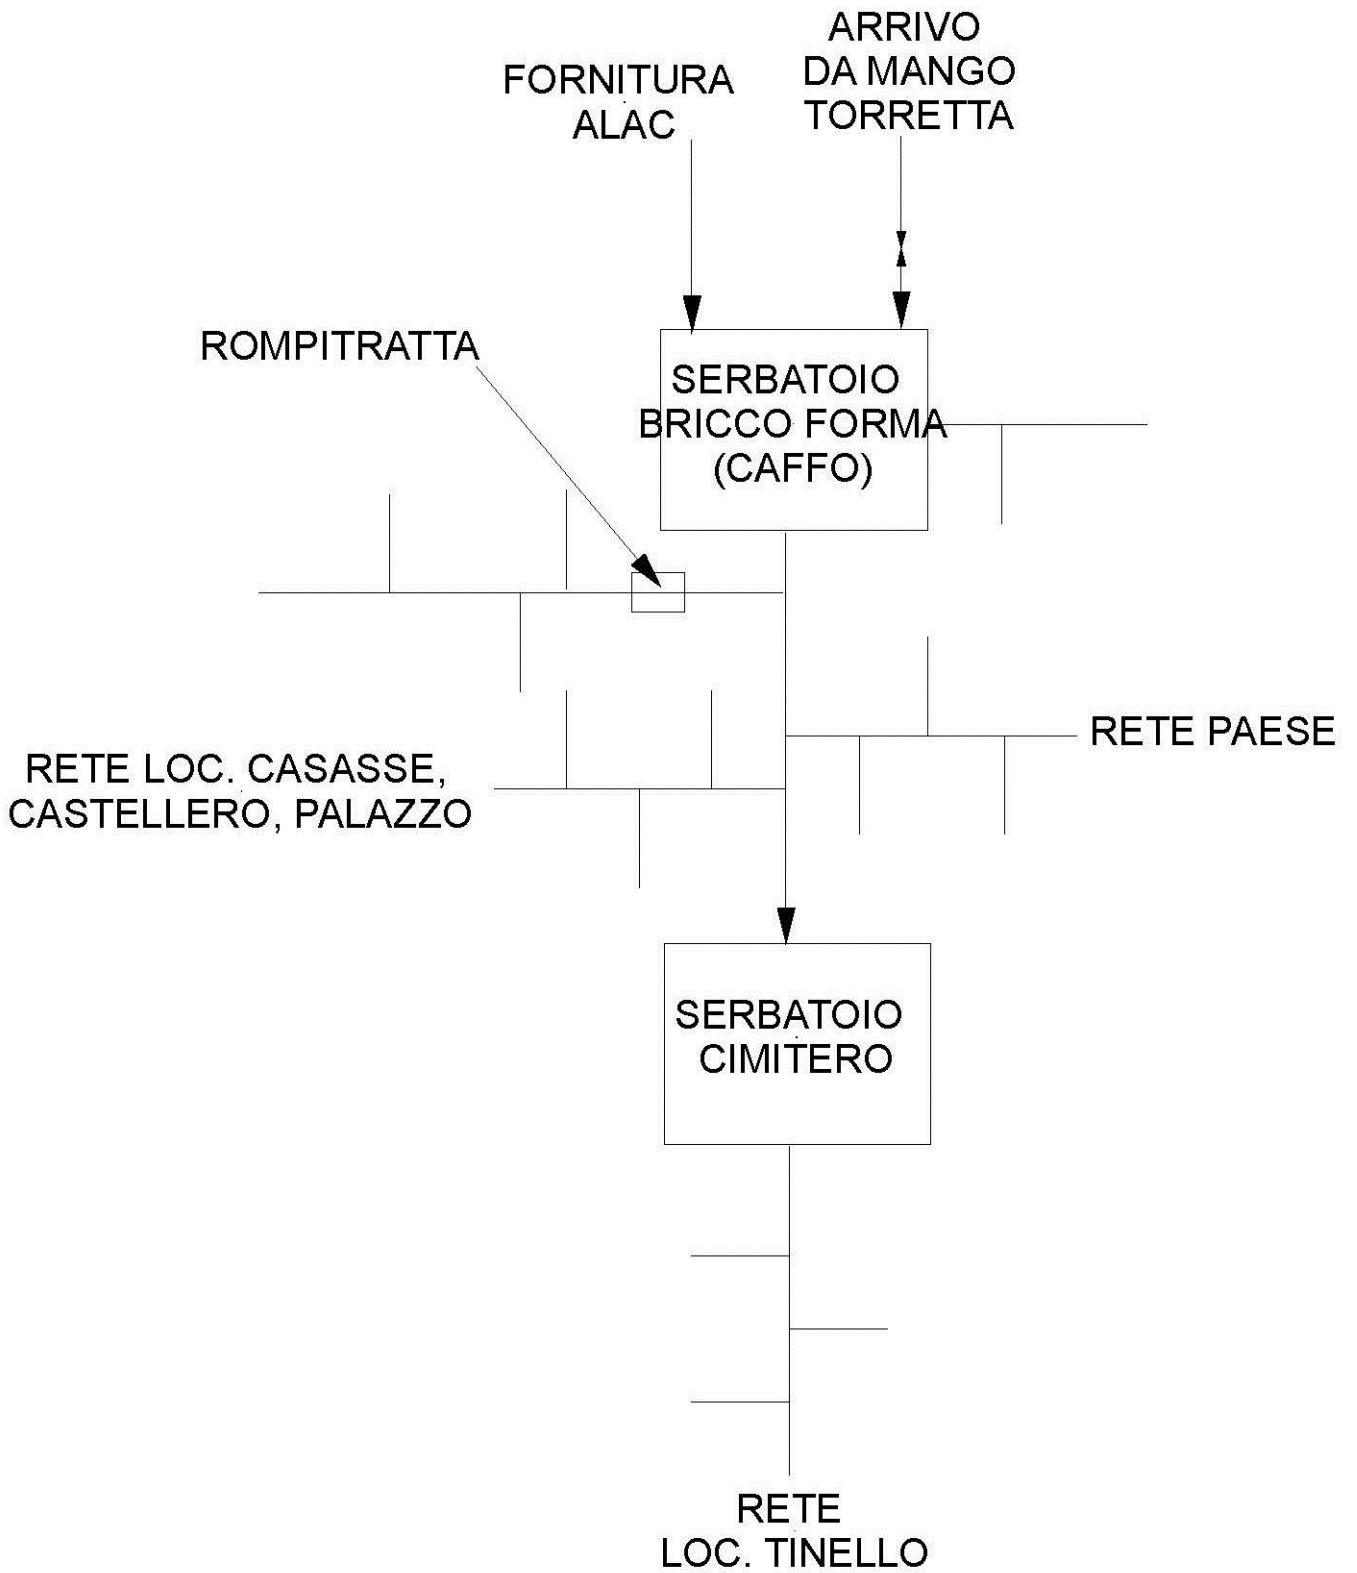 ARRIVO
DA MANGO
TORRETTA
FORNITURA
ALAC
ROMPITRATTA
SERBATOIO
BRICCO FORMA
(CAFFO)
RETE PAESE
RETE LOC. CASASSE,
CASTELLERO, PALAZZO
SERBATOIO
CIMITERO
RETE
LOC. TINELLO